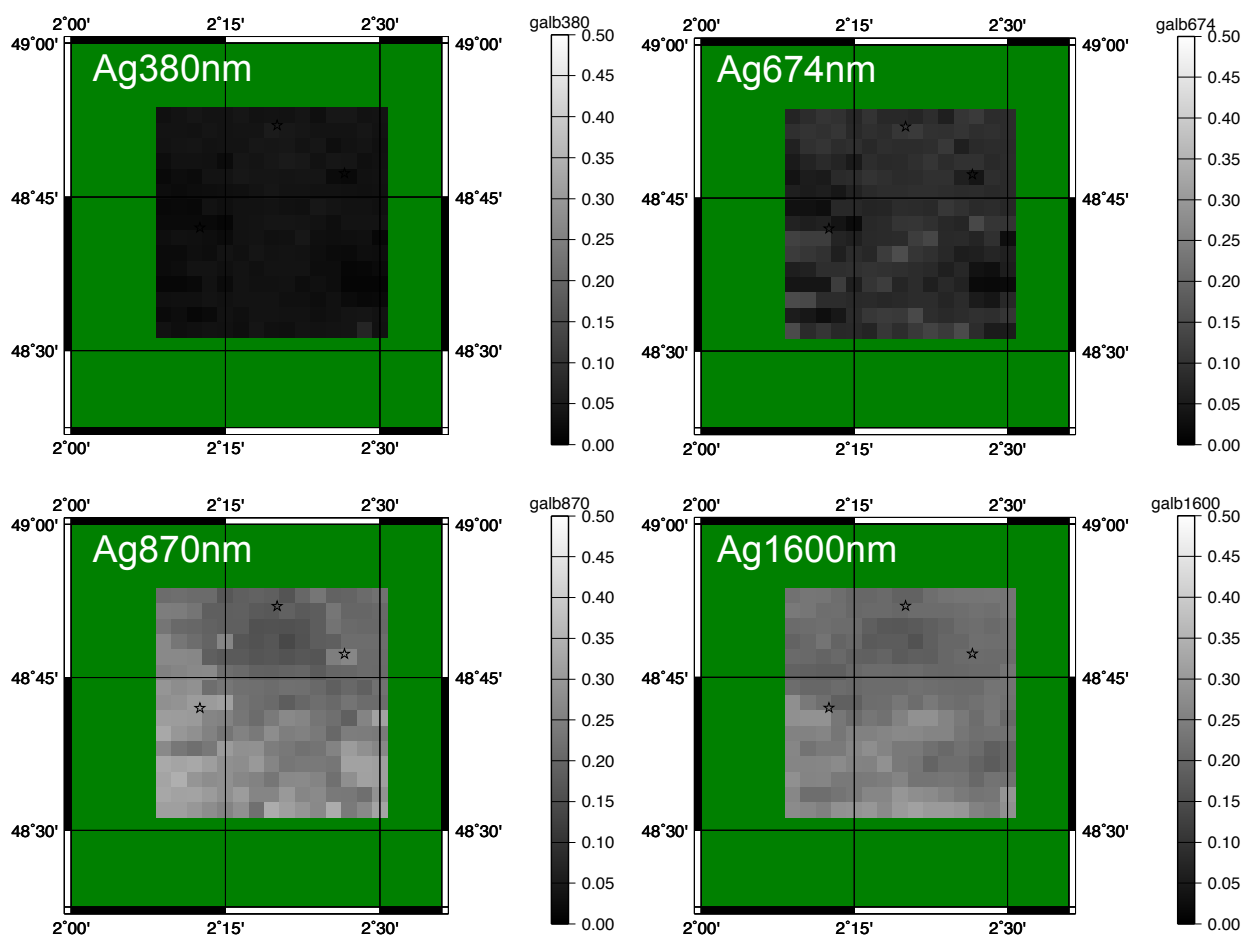 2°00' 2°15' 2°30' galb380
49°00' 49°00' 0.50
Ag380nm 0.45
0.40
0.35
48°45' 48°45' 0.30
0.25
0.20
0.15
48°30' 48°30' 0.10
0.05
0.00
2°00' 2°15' 2°30'
2°00' 2°15' 2°30' galb674
49°00' 49°00' 0.50
Ag674nm 0.45
0.40
0.35
48°45' 48°45' 0.30
0.25
0.20
0.15
48°30' 48°30' 0.10
0.05
0.00
2°00' 2°15' 2°30'
2°00' 2°15' 2°30' galb870
49°00' 49°00' 0.50
Ag870nm 0.45
0.40
0.35
48°45' 48°45' 0.30
0.25
0.20
0.15
48°30' 48°30' 0.10
0.05
0.00
2°00' 2°15' 2°30'
2°00' 2°15' 2°30' galb1600
49°00' 49°00' 0.50
Ag1600nm 0.45
0.40
0.35
48°45' 48°45' 0.30
0.25
0.20
0.15
48°30' 48°30' 0.10
0.05
0.00
2°00' 2°15' 2°30'